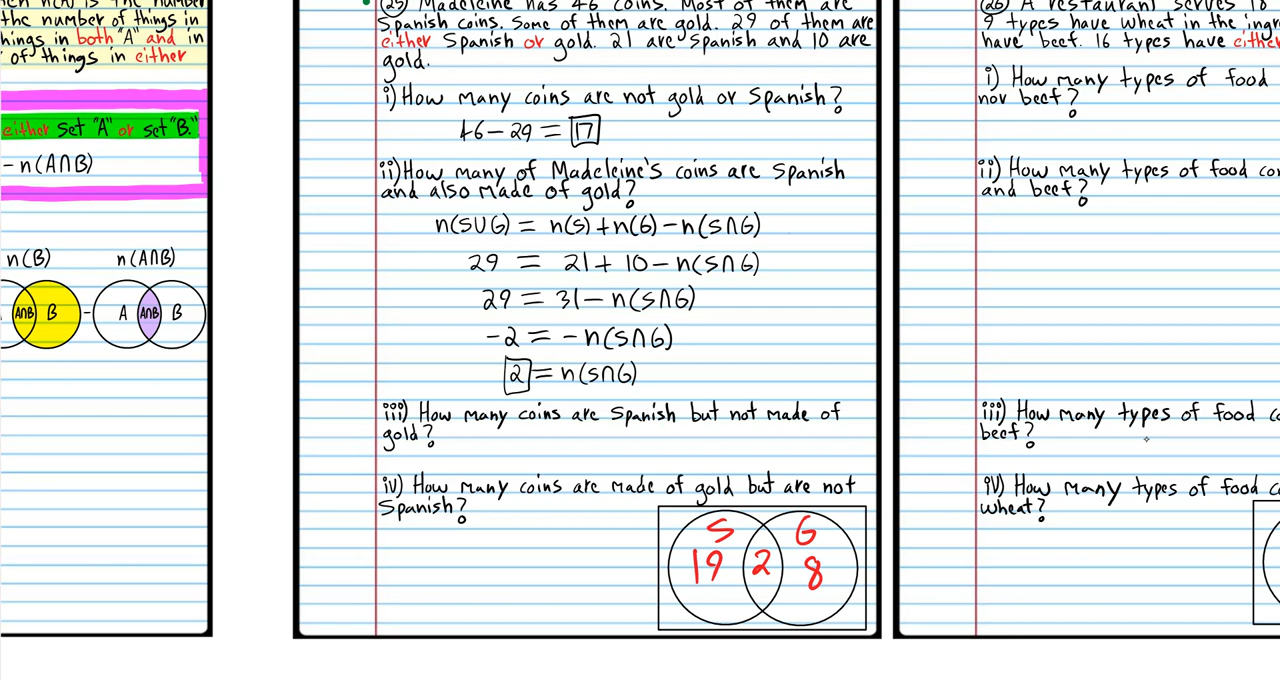 the number of things in
things in both "A" and in
of things in either
either set "A" or set "B."
- n(A∩B)
n(B) n(A∩B)
A∩B B - A A∩B B
(25) Madeleine has 46 coins. Most of them are
Spanish coins. Some of them are gold. 29 of them are
either Spanish or gold. 21 are Spanish and 10 are
gold.
i) How many coins are not gold or Spanish?
46 - 29 = 17
ii) How many of Madeleine's coins are Spanish
and also made of gold?
n(S∪G) = n(S) + n(G) - n(S∩G)
29 = 21 + 10 - n(S∩G)
29 = 31 - n(S∩G)
-2 = - n(S∩G)
2 = n(S∩G)
iii) How many coins are Spanish but not made of
gold?
iv) How many coins are made of gold but are not
Spanish?
S G
19 2 8
(26) A restaurant serves 18
9 types have wheat in the ingr
have beef. 16 types have either
i) How many types of food
nor beef?
ii) How many types of food con
and beef?
iii) How many types of food c
beef?
iv) How many types of food c
wheat?